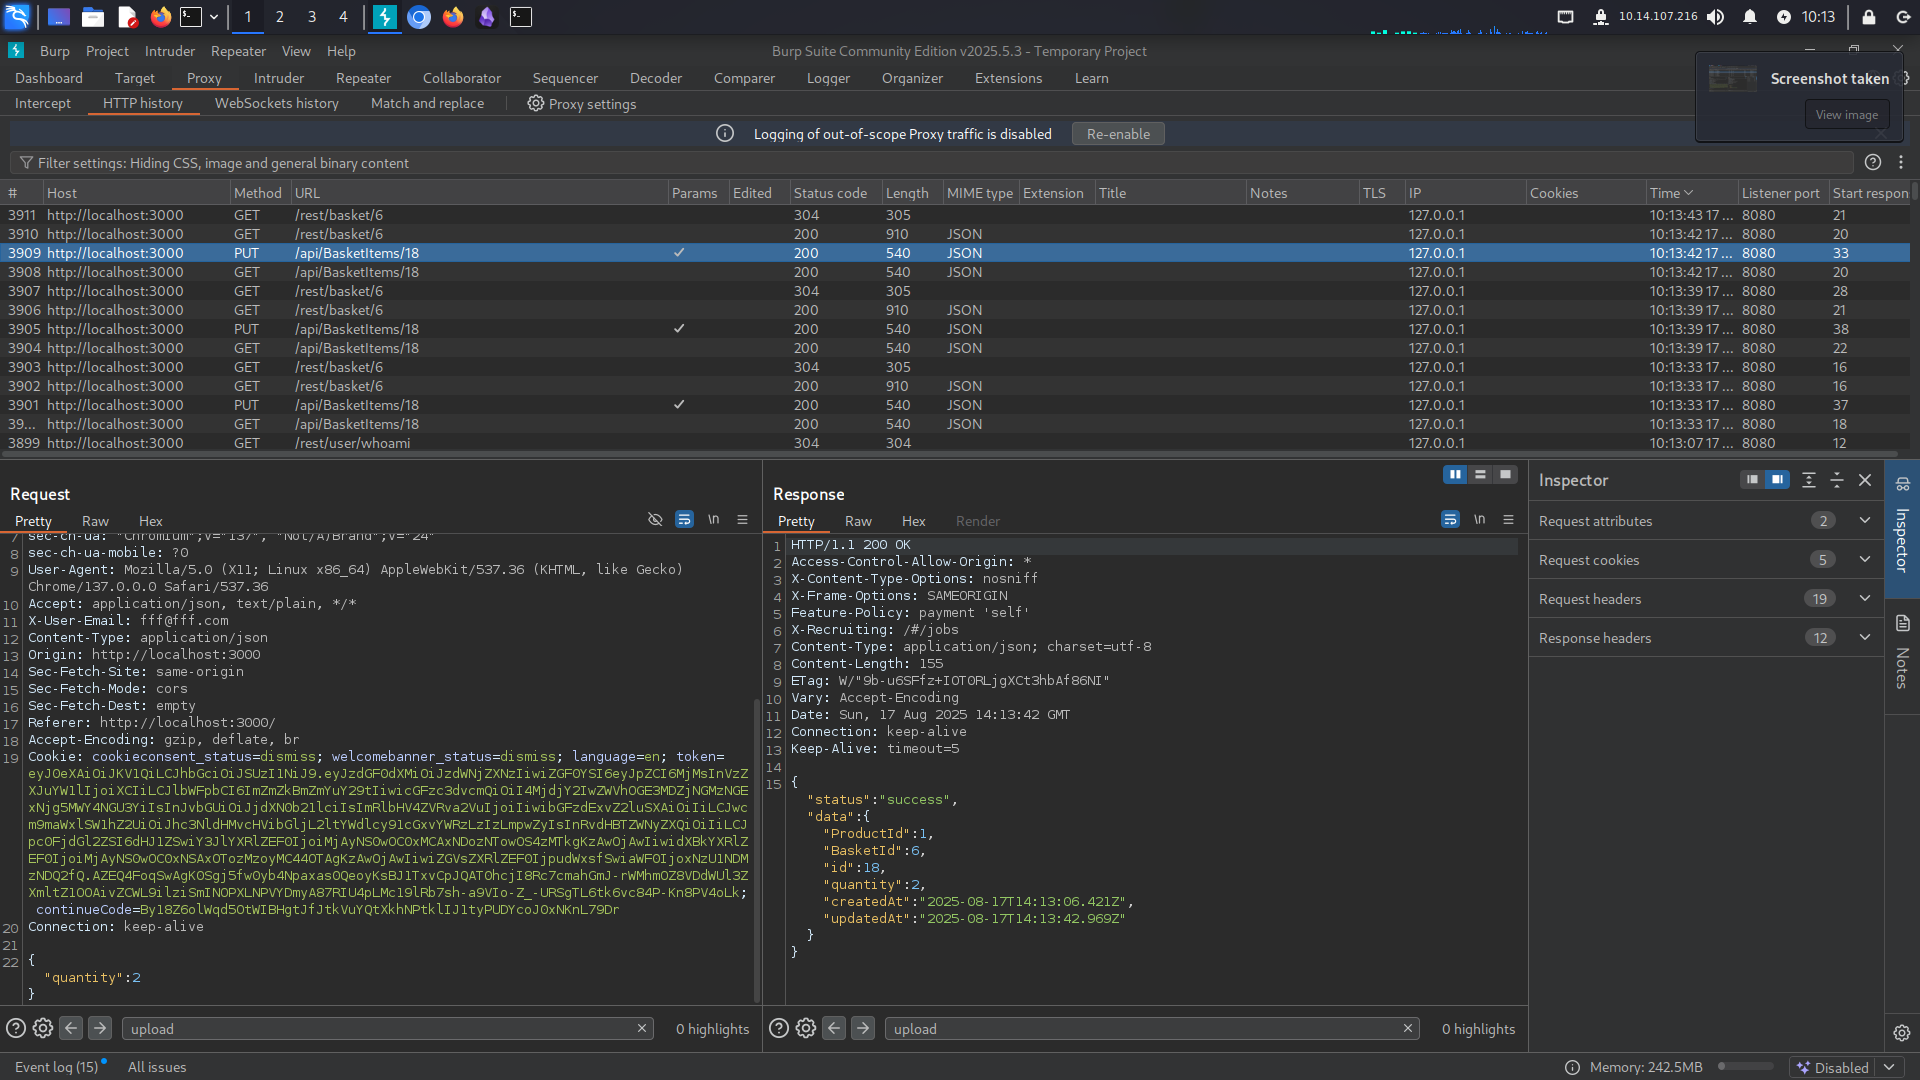 1 2 3 4 10.14.107.216 10:13
Burp Project Intruder Repeater View Help Burp Suite Community Edition v2025.5.3 - Temporary Project
Dashboard Target Proxy Intruder Repeater Collaborator Sequencer Decoder Comparer Logger Organizer Extensions Learn
Screenshot taken
View image
Intercept HTTP history WebSockets history Match and replace Proxy settings
Logging of out-of-scope Proxy traffic is disabled Re-enable
Filter settings: Hiding CSS, image and general binary content
# Host Method URL Params Edited Status code Length MIME type Extension Title Notes TLS IP Cookies Time Listener port Start respon
3911 http://localhost:3000 GET /rest/basket/6 304 305 127.0.0.1 10:13:43 17 ... 8080 21
3910 http://localhost:3000 GET /rest/basket/6 200 910 JSON 127.0.0.1 10:13:42 17 ... 8080 20
3909 http://localhost:3000 PUT /api/BasketItems/18 ✓ 200 540 JSON 127.0.0.1 10:13:42 17 ... 8080 33
3908 http://localhost:3000 GET /api/BasketItems/18 200 540 JSON 127.0.0.1 10:13:42 17 ... 8080 20
3907 http://localhost:3000 GET /rest/basket/6 304 305 127.0.0.1 10:13:39 17 ... 8080 28
3906 http://localhost:3000 GET /rest/basket/6 200 910 JSON 127.0.0.1 10:13:39 17 ... 8080 21
3905 http://localhost:3000 PUT /api/BasketItems/18 ✓ 200 540 JSON 127.0.0.1 10:13:39 17 ... 8080 38
3904 http://localhost:3000 GET /api/BasketItems/18 200 540 JSON 127.0.0.1 10:13:39 17 ... 8080 22
3903 http://localhost:3000 GET /rest/basket/6 304 305 127.0.0.1 10:13:33 17 ... 8080 16
3902 http://localhost:3000 GET /rest/basket/6 200 910 JSON 127.0.0.1 10:13:33 17 ... 8080 16
3901 http://localhost:3000 PUT /api/BasketItems/18 ✓ 200 540 JSON 127.0.0.1 10:13:33 17 ... 8080 37
39... http://localhost:3000 GET /api/BasketItems/18 200 540 JSON 127.0.0.1 10:13:33 17 ... 8080 18
3899 http://localhost:3000 GET /rest/user/whoami 304 304 127.0.0.1 10:13:07 17 ... 8080 12
Request
Pretty Raw Hex \n
7 sec-ch-ua: "Chromium";v="137", "Not/A)Brand";v="24"
8 sec-ch-ua-mobile: ?0
9 User-Agent: Mozilla/5.0 (X11; Linux x86_64) AppleWebKit/537.36 (KHTML, like Gecko)
Chrome/137.0.0.0 Safari/537.36
10 Accept: application/json, text/plain, */*
11 X-User-Email: fff@fff.com
12 Content-Type: application/json
13 Origin: http://localhost:3000
14 Sec-Fetch-Site: same-origin
15 Sec-Fetch-Mode: cors
16 Sec-Fetch-Dest: empty
17 Referer: http://localhost:3000/
18 Accept-Encoding: gzip, deflate, br
19 Cookie: cookieconsent_status=dismiss; welcomebanner_status=dismiss; language=en; token=
20 Connection: keep-alive
21
22 {
"quantity":2
}
upload 0 highlights
Response
Pretty Raw Hex Render \n
1 HTTP/1.1 200 OK
2 Access-Control-Allow-Origin: *
3 X-Content-Type-Options: nosniff
4 X-Frame-Options: SAMEORIGIN
5 Feature-Policy: payment 'self'
6 X-Recruiting: /#/jobs
7 Content-Type: application/json; charset=utf-8
8 Content-Length: 155
9 ETag: W/"9b-u6SFfz+IOTORLjgXCt3hbAf86NI"
10 Vary: Accept-Encoding
11 Date: Sun, 17 Aug 2025 14:13:42 GMT
12 Connection: keep-alive
13 Keep-Alive: timeout=5
14
15 {
"status":"success",
"data":{
"ProductId":1,
"BasketId":6,
"id":18,
"quantity":2,
"createdAt":"2025-08-17T14:13:06.421Z",
"updatedAt":"2025-08-17T14:13:42.969Z"
}
}
upload 0 highlights
Inspector
Request attributes 2
Request cookies 5
Request headers 19
Response headers 12
Inspector
Notes
Event log (15) All issues Memory: 242.5MB Disabled